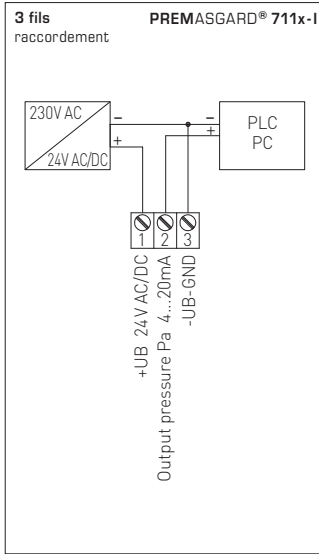 3 fils
raccordement
PREMASGARD® 711x-I
230V AC
24V AC/DC
–
+
–
+
PLC
PC
1
2
3
+UB 24V AC/DC
Output pressure Pa 4...20mA
-UB-GND